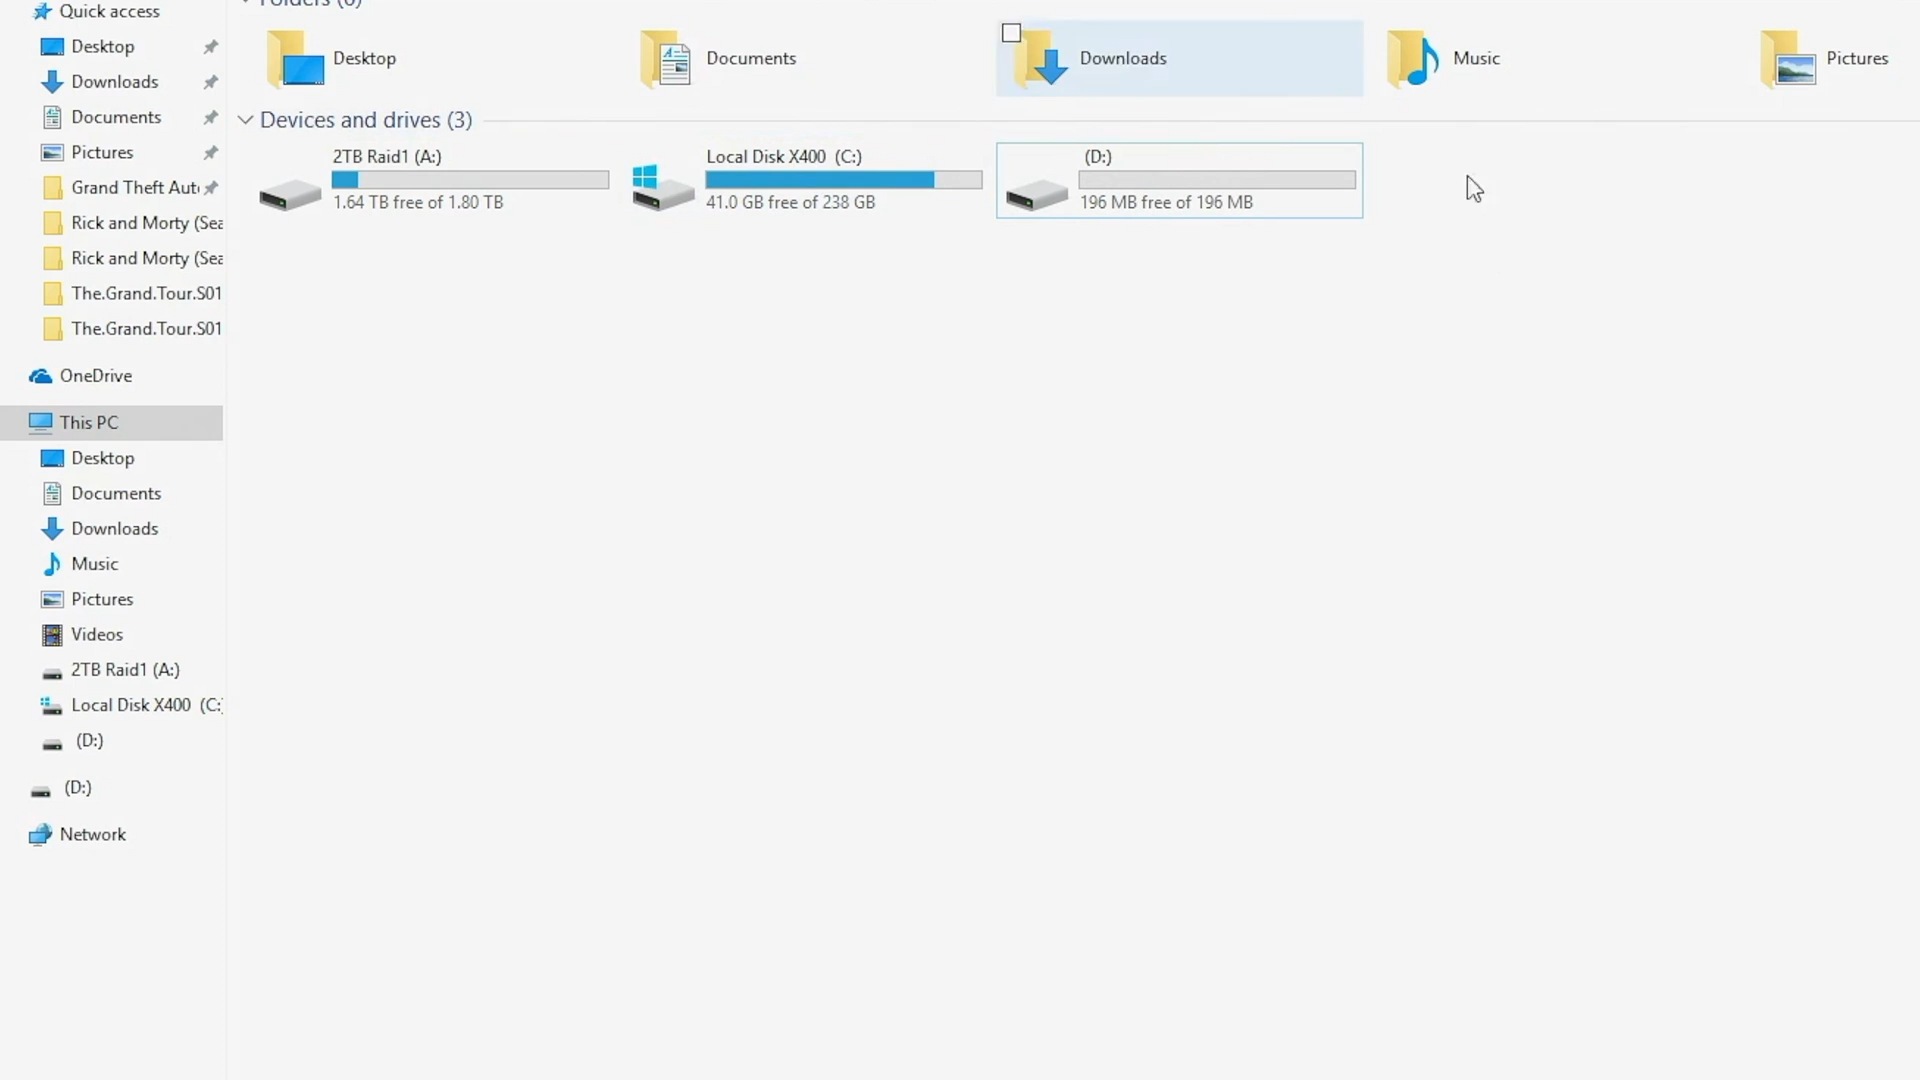 Quick access
Desktop
Downloads
Documents
Pictures
Grand Theft Aut
Rick and Morty (Sea
Rick and Morty (Sea
The.Grand.Tour.S01
The.Grand.Tour.S01
OneDrive
This PC
Desktop
Documents
Downloads
Music
Pictures
Videos
2TB Raid1 (A:)
Local Disk X400 (C:
(D:)
(D:)
Network
Folders (6)
Desktop
Documents
Downloads
Music
Pictures
Devices and drives (3)
2TB Raid1 (A:)
1.64 TB free of 1.80 TB
Local Disk X400 (C:)
41.0 GB free of 238 GB
(D:)
196 MB free of 196 MB